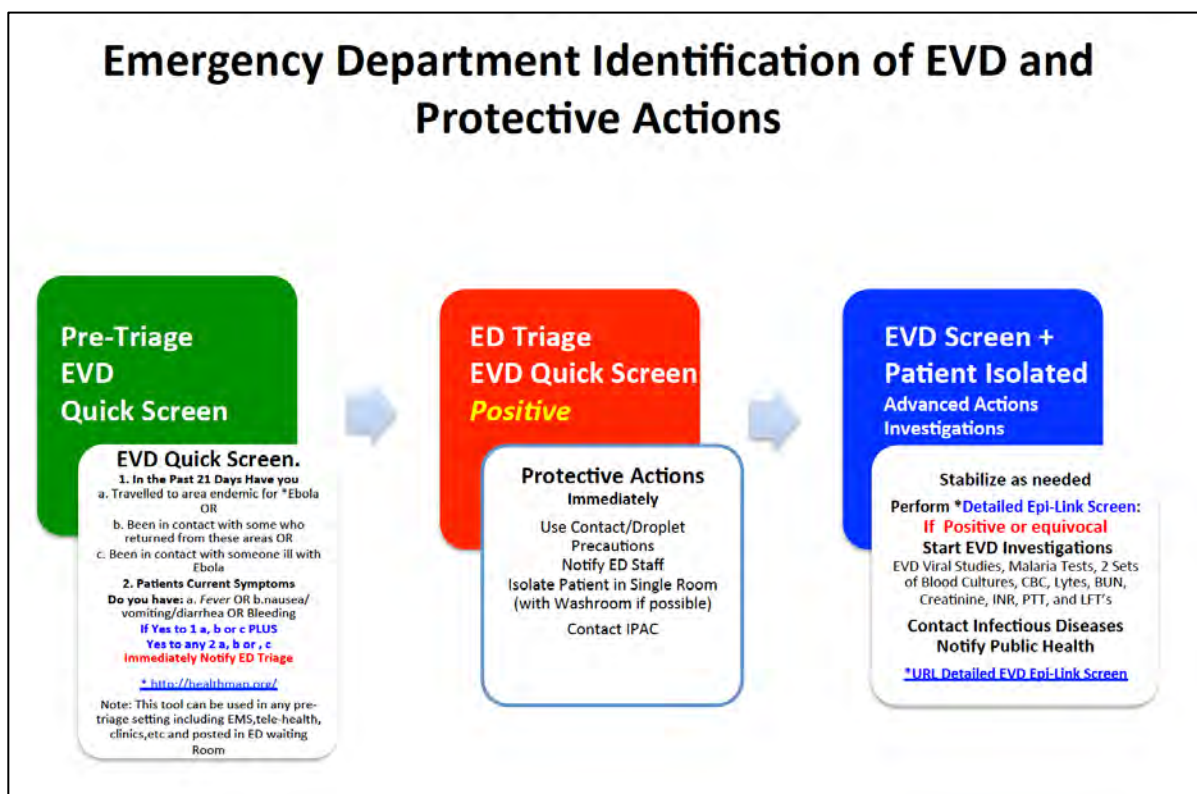 Emergency Department Identification of EVD and
Protective Actions
Pre-Triage
EVD
Quick Screen
EVD Quick Screen.
1. In the Past 21 Days Have you
a. Travelled to area endemic for *Ebola
OR
b. Been in contact with some who
returned from these areas OR
c. Been in contact with someone ill with
Ebola
2. Patients Current Symptoms
Do you have: a. Fever OR b.nausea/
vomiting/diarrhea OR Bleeding
If Yes to 1 a, b or c PLUS
Yes to any 2 a, b or , c
Immediately Notify ED Triage
* http://healthmap.org/
Note: This tool can be used in any pre-
triage setting including EMS,tele-health,
clinics,etc and posted in ED waiting
Room
ED Triage
EVD Quick Screen
Positive
Protective Actions
Immediately
Use Contact/Droplet
Precautions
Notify ED Staff
Isolate Patient in Single Room
(with Washroom if possible)
Contact IPAC
EVD Screen +
Patient Isolated
Advanced Actions
Investigations
Stabilize as needed
Perform *Detailed Epi-Link Screen:
If Positive or equivocal
Start EVD Investigations
EVD Viral Studies, Malaria Tests, 2 Sets
of Blood Cultures, CBC, Lytes, BUN,
Creatinine, INR, PTT, and LFT's
Contact Infectious Diseases
Notify Public Health
*URL Detailed EVD Epi-Link Screen